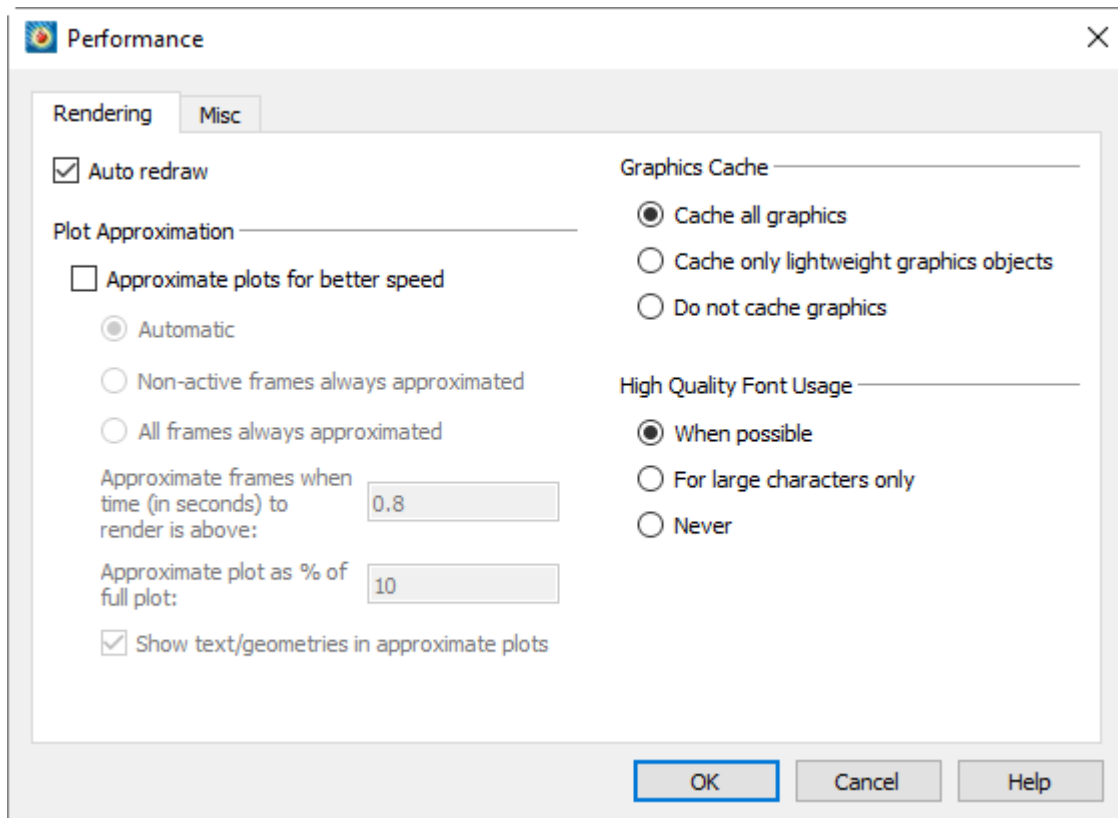 Performance
Rendering
Misc
Auto redraw
Plot Approximation
Approximate plots for better speed
Automatic
Non-active frames always approximated
All frames always approximated
Approximate frames when
time (in seconds) to
render is above:
0.8
Approximate plot as % of
full plot:
10
Show text/geometries in approximate plots
Graphics Cache
Cache all graphics
Cache only lightweight graphics objects
Do not cache graphics
High Quality Font Usage
When possible
For large characters only
Never
OK
Cancel
Help